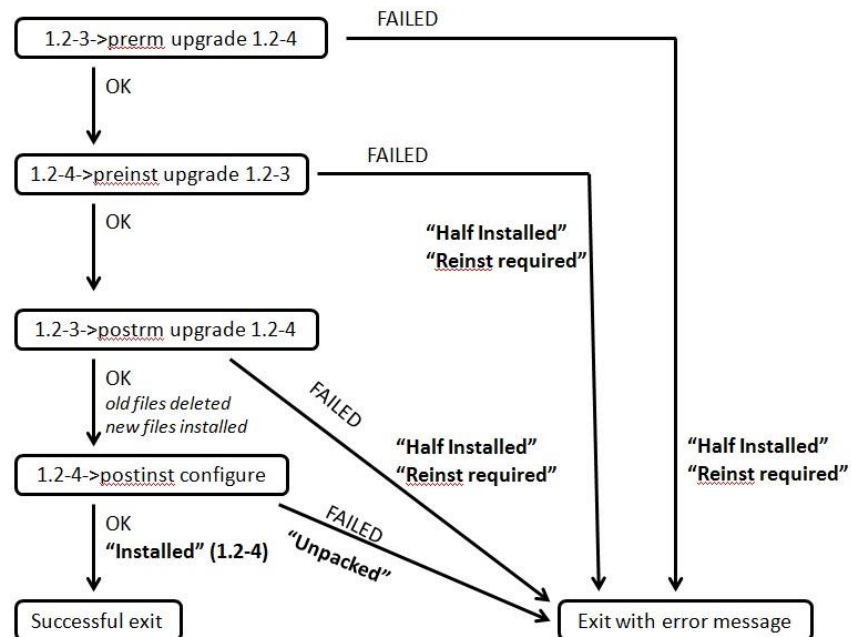 FAILED
1.2-3->prerm upgrade 1.2-4
OK
FAILED
1.2-4->preinst upgrade 1.2-3
OK
“Half Installed”
“Reinst required”
1.2-3->postrm upgrade 1.2-4
OK
old files deleted
new files installed
FAILED
“Half Installed”
“Reinst required”
“Half Installed”
“Reinst required”
1.2-4->postinst configure
OK
“Installed” (1.2-4)
FAILED
“Unpacked”
Successful exit
Exit with error message